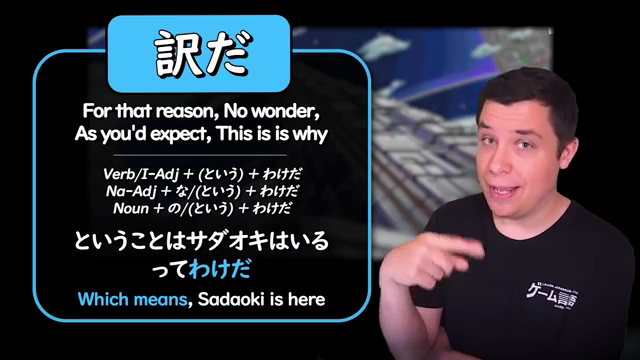 訳だ
For that reason, No wonder,
As you'd expect, This is is why
Verb/I-Adj + (という) + わけだ
Na-Adj + な/(という) + わけだ
Noun + の/(という) + わけだ
ということはサダオキはいる
ってわけだ
Which means, Sadaoki is here
ゲーム言語